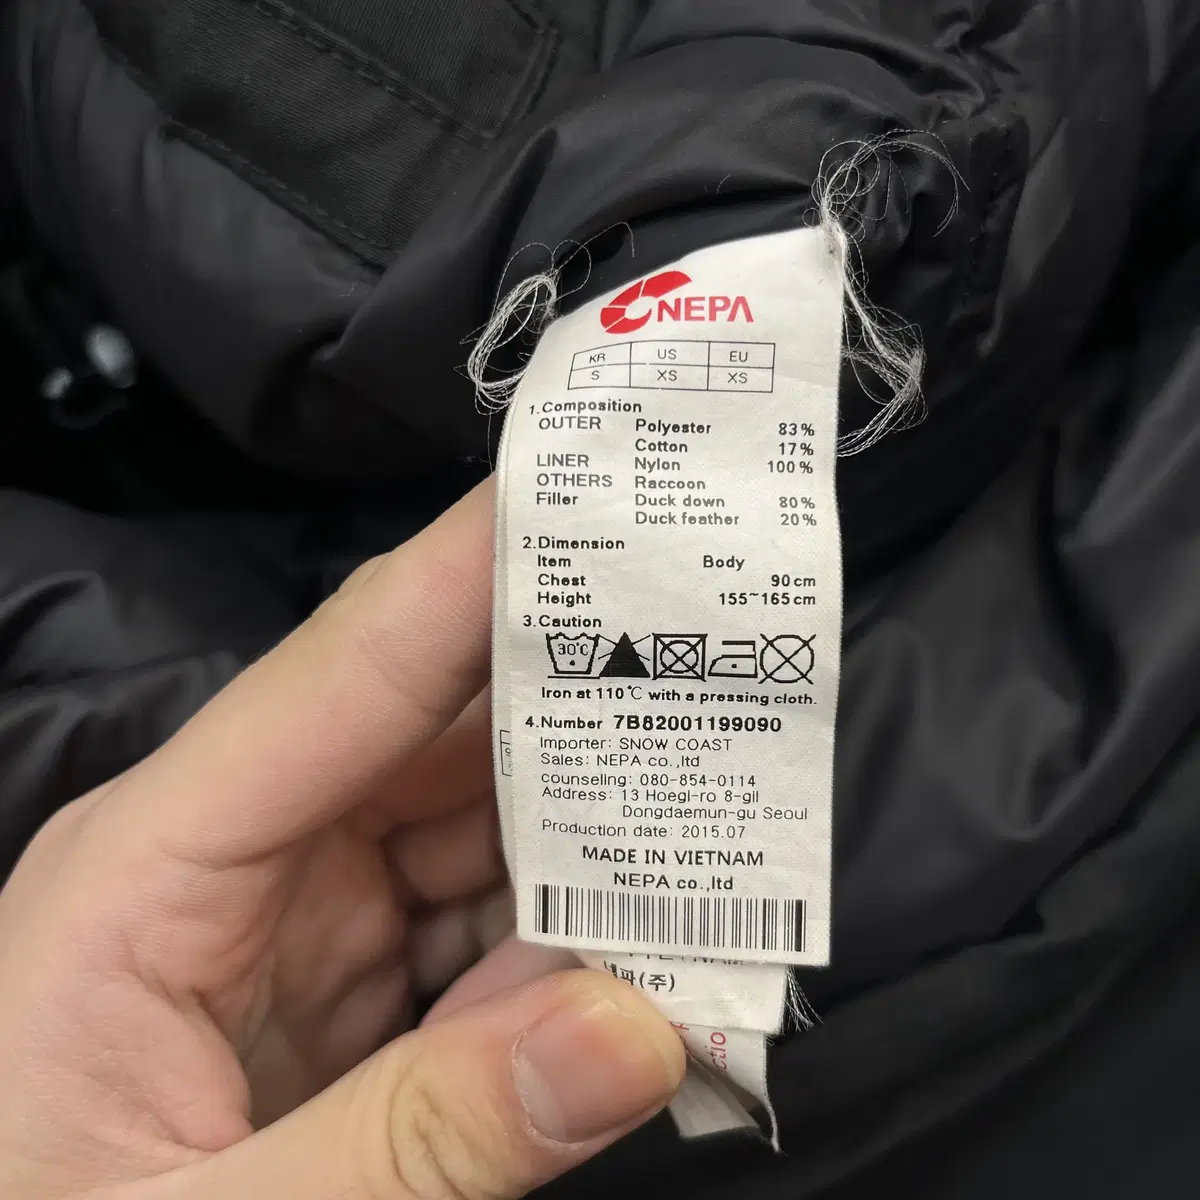 NEPA
KR US EU
S XS XS
1.Composition
OUTER Polyester 83%
Cotton 17%
LINER Nylon 100%
OTHERS Raccoon
Filler Duck down 80%
Duck feather 20%
2.Dimension
Item Body
Chest 90cm
Height 155~165cm
3.Caution
30℃
Iron at 110℃ with a pressing cloth.
4.Number 7B82001199090
Importer: SNOW COAST
Sales: NEPA co.,ltd
counseling: 080-854-0114
Address: 13 Hoegi-ro 8-gil
Dongdaemun-gu Seoul
Production date: 2015.07
MADE IN VIETNAM
NEPA co.,ltd
네파(주)